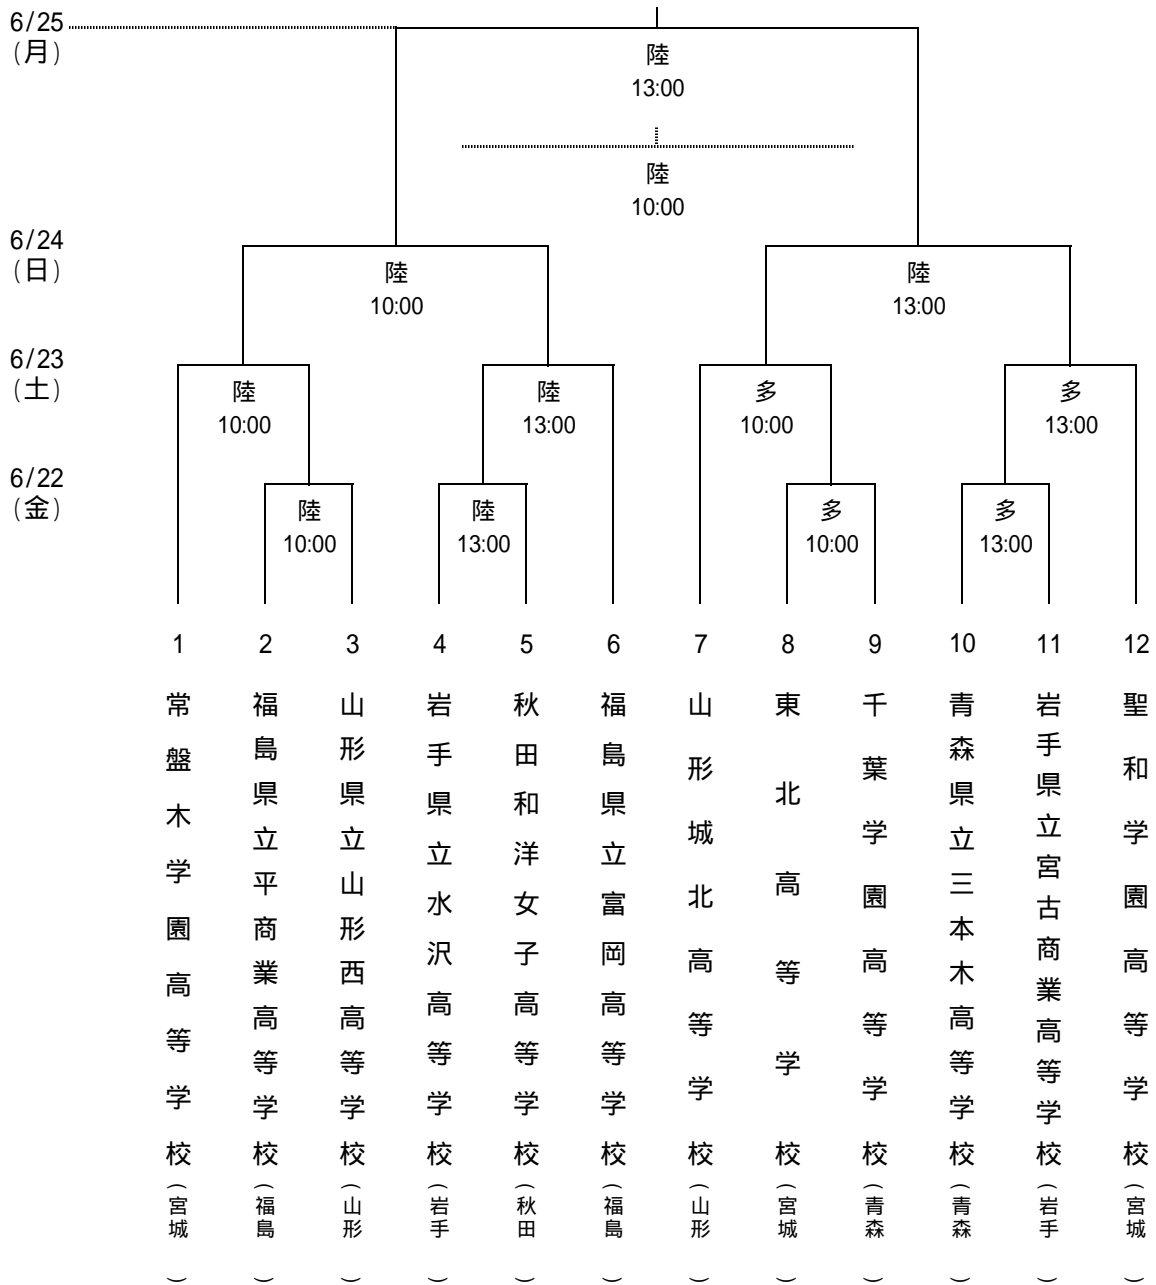 6/25
（月）
陸
13:00
陸
10:00
6/24
（日）
陸
10:00
陸
13:00
6/23
（土）
陸
10:00
陸
13:00
多
10:00
多
13:00
6/22
（金）
陸
10:00
陸
13:00
多
10:00
多
13:00
1
2
3
4
5
6
7
8
9
10
11
12
常盤木学園高等学校（宮城）
福島県立平商業高等学校（福島）
山形県立山形西高等学校（山形）
岩手県立水沢高等学校（岩手）
秋田和洋女子高等学校（秋田）
福島県立富岡高等学校（福島）
山形城北高等学校（山形）
東北高等学校（宮城）
千葉学園高等学校（青森）
青森県立三本木高等学校（青森）
岩手県立宮古商業高等学校（岩手）
聖和学園高等学校（宮城）